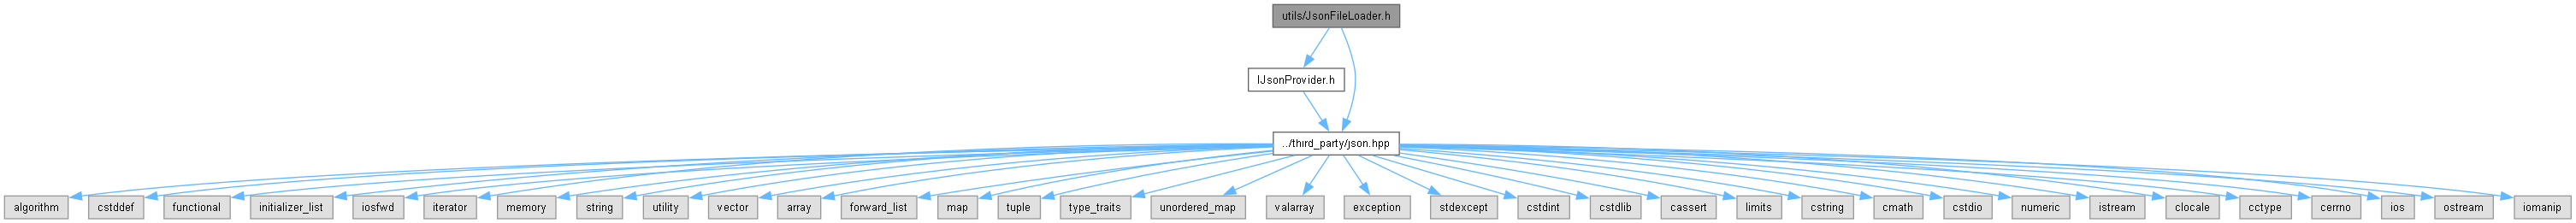 utils/JsonFileLoader.h
IJsonProvider.h
../third_party/json.hpp
algorithm
cstddef
functional
initializer_list
iosfwd
iterator
memory
string
utility
vector
array
forward_list
map
tuple
type_traits
unordered_map
valarray
exception
stdexcept
cstdint
cstdlib
cassert
limits
cstring
cmath
cstdio
numeric
istream
clocale
cctype
cerrno
ios
ostream
iomanip